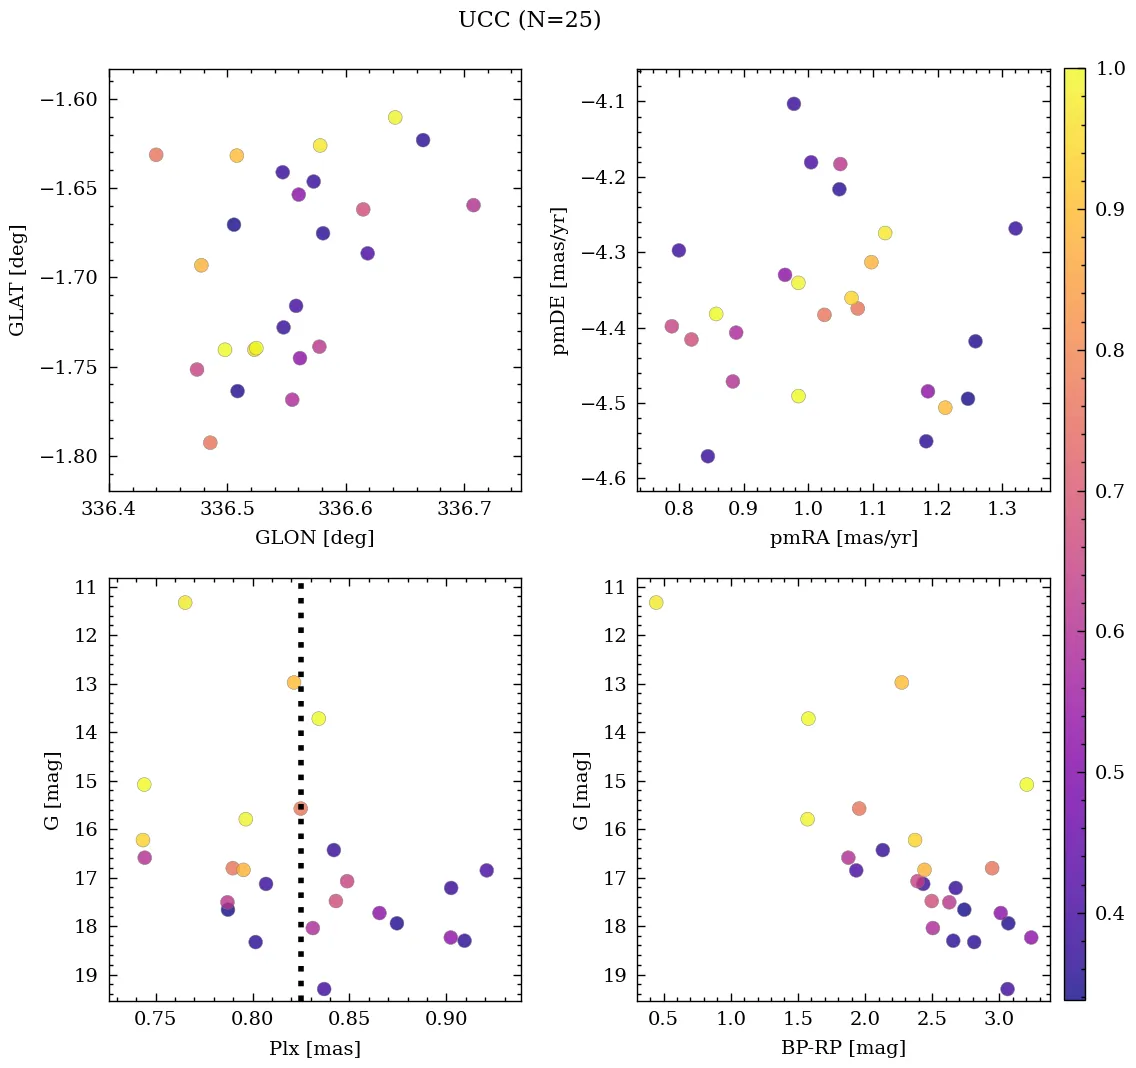 UCC (N=25)
−1.60
−1.65
−1.70
−1.75
−1.80
GLAT [deg]
336.4 336.5 336.6 336.7
GLON [deg]
−4.1
−4.2
−4.3
−4.4
−4.5
−4.6
pmDE [mas/yr]
0.8 0.9 1.0 1.1 1.2 1.3
pmRA [mas/yr]
11
12
13
14
15
16
17
18
19
G [mag]
0.75 0.80 0.85 0.90
Plx [mas]
11
12
13
14
15
16
17
18
19
G [mag]
0.5 1.0 1.5 2.0 2.5 3.0
BP-RP [mag]
1.0
0.9
0.8
0.7
0.6
0.5
0.4